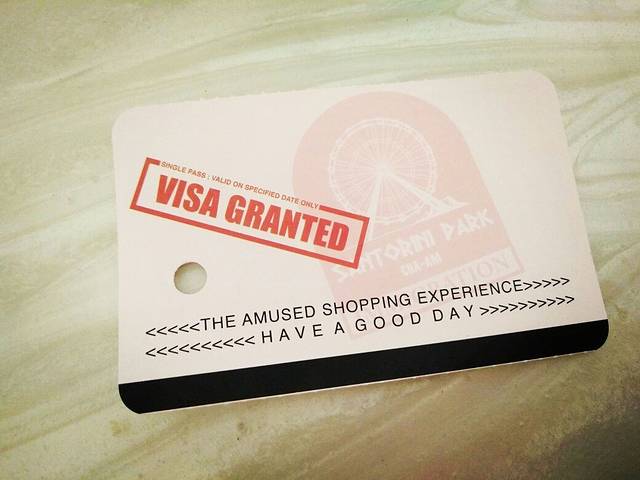 SINGLE PASS : VALID ON SPECIFIED DATE ONLY
VISA GRANTED
SANTORINI PARK
CHA-AM
<<<<<THE AMUSED SHOPPING EXPERIENCE>>>>>
<<<<<<<<<< HAVE A GOOD DAY >>>>>>>>>>